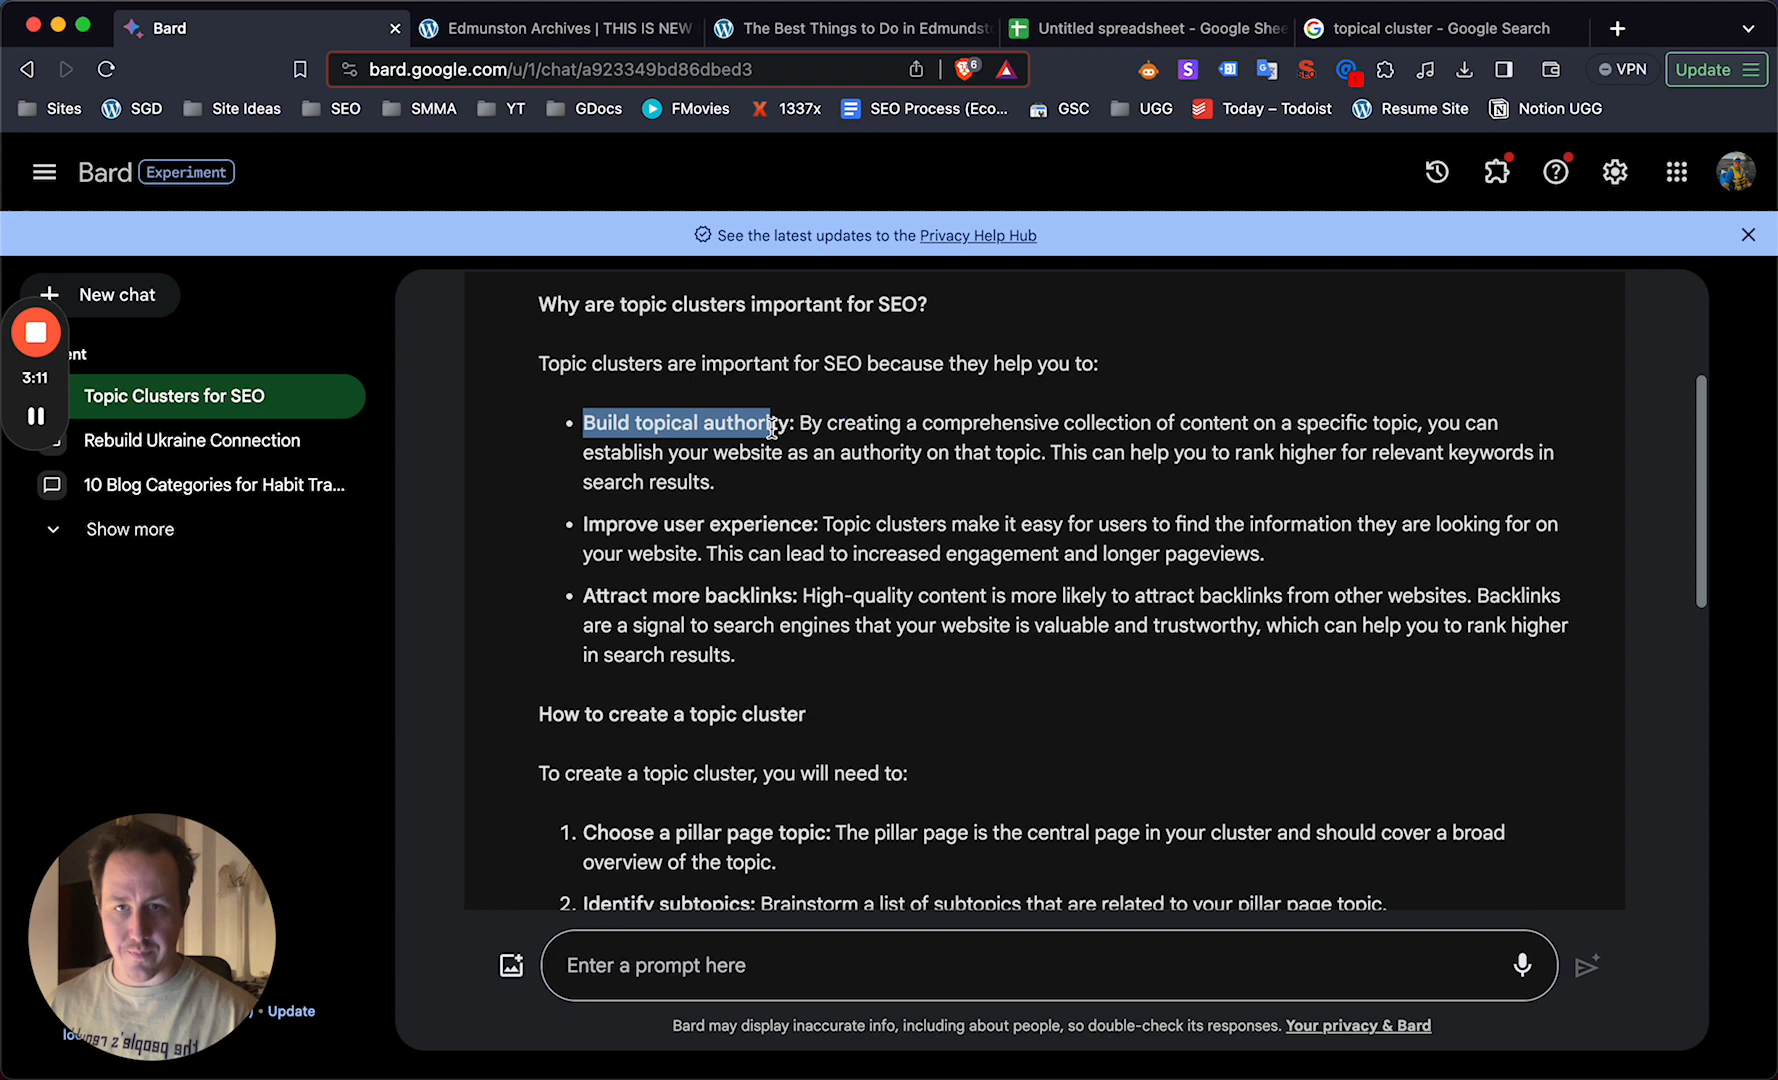 Bard
Edmunston Archives | THIS IS NEW
The Best Things to Do in Edmundst
Untitled spreadsheet - Google Shee
topical cluster - Google Search
bard.google.com/u/1/chat/a923349bd86dbed3
6
VPN
Update
Sites
SGD
Site Ideas
SEO
SMMA
YT
GDocs
FMovies
1337x
SEO Process (Eco...
GSC
UGG
Today – Todoist
Resume Site
Notion UGG
Bard
Experiment
See the latest updates to the Privacy Help Hub
New chat
ent
3:11
Topic Clusters for SEO
Rebuild Ukraine Connection
10 Blog Categories for Habit Tra...
Show more
Why are topic clusters important for SEO?
Topic clusters are important for SEO because they help you to:
• Build topical authority: By creating a comprehensive collection of content on a specific topic, you can
establish your website as an authority on that topic. This can help you to rank higher for relevant keywords in
search results.
• Improve user experience: Topic clusters make it easy for users to find the information they are looking for on
your website. This can lead to increased engagement and longer pageviews.
• Attract more backlinks: High-quality content is more likely to attract backlinks from other websites. Backlinks
are a signal to search engines that your website is valuable and trustworthy, which can help you to rank higher
in search results.
How to create a topic cluster
To create a topic cluster, you will need to:
1. Choose a pillar page topic: The pillar page is the central page in your cluster and should cover a broad
overview of the topic.
2. Identify subtopics: Brainstorm a list of subtopics that are related to your pillar page topic.
Enter a prompt here
• Update
Bard may display inaccurate info, including about people, so double-check its responses. Your privacy & Bard